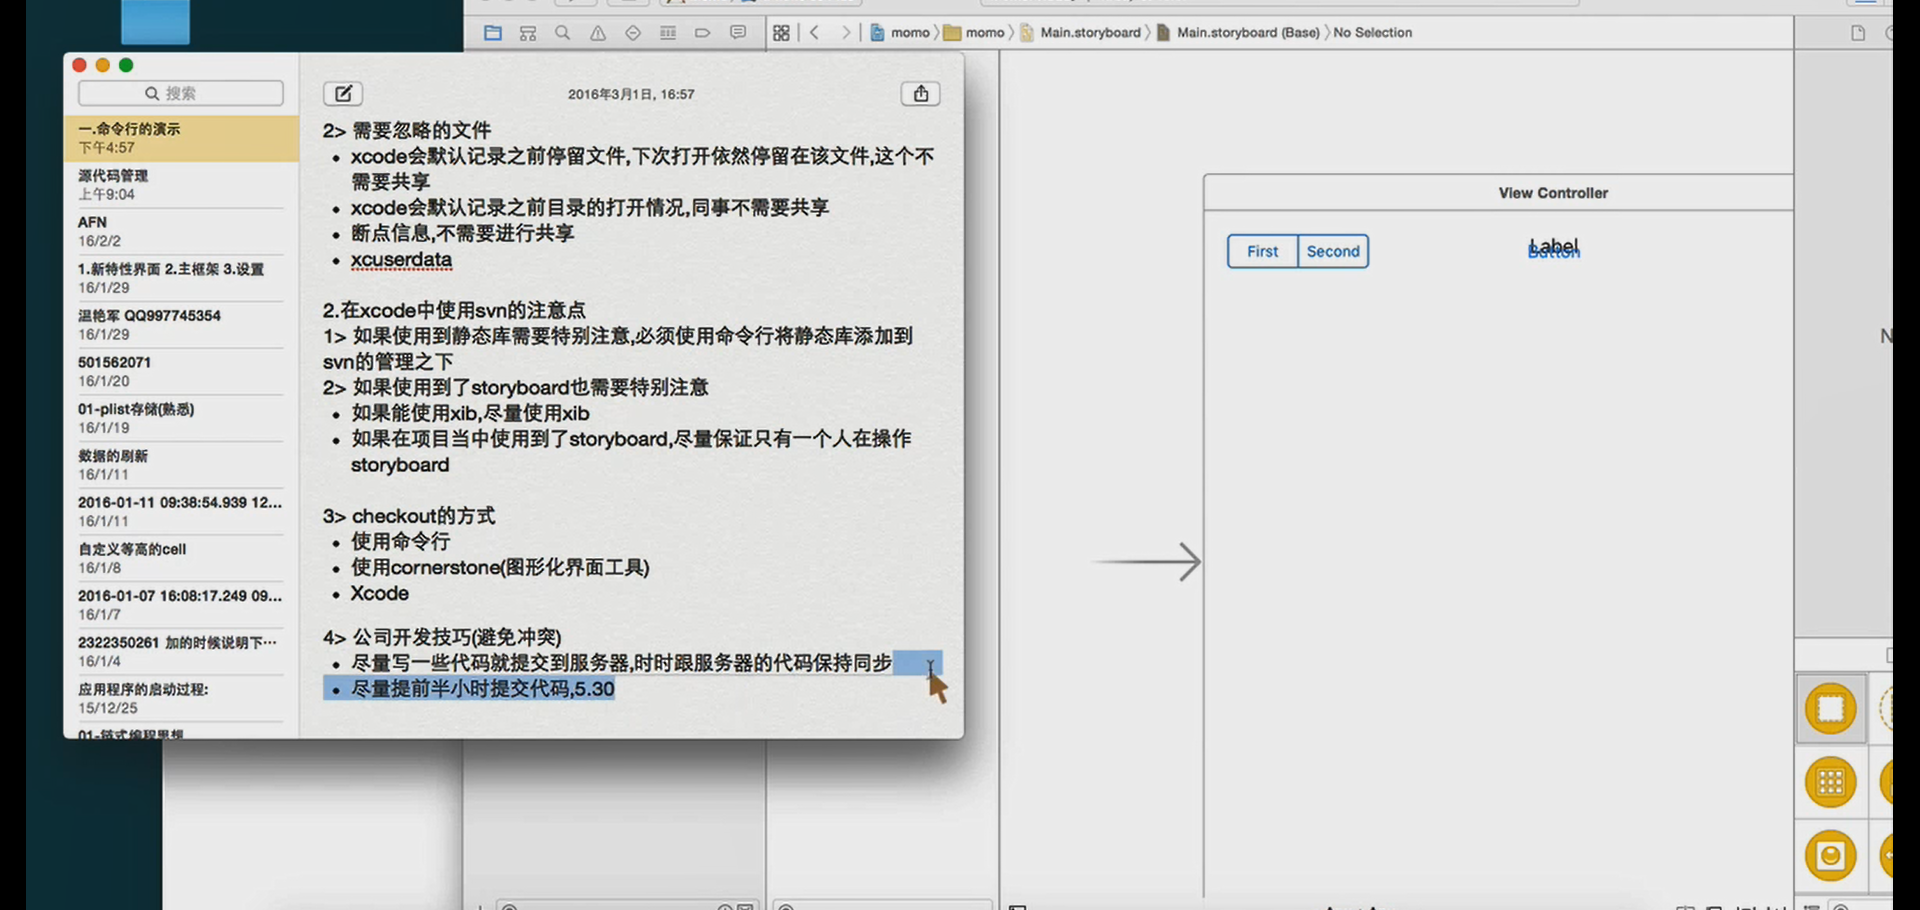 momo
momo
Main.storyboard
Main.storyboard (Base)
No Selection
搜索
2016年3月1日, 16:57
一.命令行的演示
下午4:57
源代码管理
上午9:04
AFN
16/2/2
1.新特性界面 2.主框架 3.设置
16/1/29
温艳军 QQ997745354
16/1/29
501562071
16/1/20
01-plist存储(熟悉)
16/1/19
数据的刷新
16/1/11
2016-01-11 09:38:54.939 12...
16/1/11
自定义等高的cell
16/1/8
2016-01-07 16:08:17.249 09...
16/1/7
2322350261 加的时候说明下…
16/1/4
应用程序的启动过程:
15/12/25
01-链式编程思想
2> 需要忽略的文件
• xcode会默认记录之前停留文件,下次打开依然停留在该文件,这个不
需要共享
• xcode会默认记录之前目录的打开情况,同事不需要共享
• 断点信息,不需要进行共享
• xcuserdata
2.在xcode中使用svn的注意点
1> 如果使用到静态库需要特别注意,必须使用命令行将静态库添加到
svn的管理之下
2> 如果使用到了storyboard也需要特别注意
• 如果能使用xib,尽量使用xib
• 如果在项目当中使用到了storyboard,尽量保证只有一个人在操作
storyboard
3> checkout的方式
• 使用命令行
• 使用cornerstone(图形化界面工具)
• Xcode
4> 公司开发技巧(避免冲突)
• 尽量写一些代码就提交到服务器,时时跟服务器的代码保持同步
• 尽量提前半小时提交代码,5.30
View Controller
First
Second
Label
Button
N